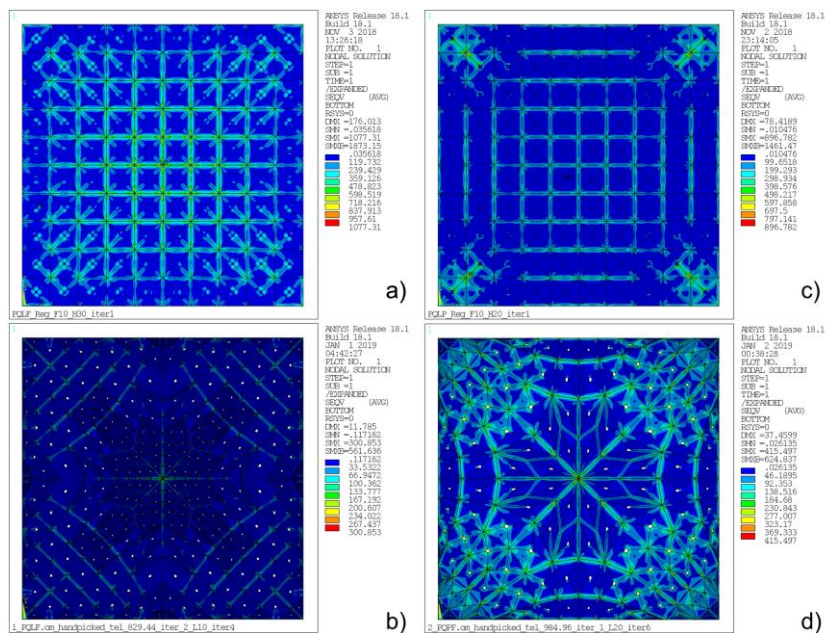 1
ANSYS Release 18.1
Build 18.1
NOV 3 2018
13:26:18
PLOT NO. 1
NODAL SOLUTION
STEP=1
SUB =1
TIME=1
/EXPANDED
SEQV (AVG)
BOTTOM
RSYS=0
DMX =176.013
SMN =.035618
SMX =1077.31
SMXB=1873.15
.035618
119.732
239.429
359.126
478.823
598.519
718.216
837.913
957.61
1077.31
a)
PQLF_Reg_F10_H30_iter1
1
ANSYS Release 18.1
Build 18.1
NOV 2 2018
23:14:05
PLOT NO. 1
NODAL SOLUTION
STEP=1
SUB =1
TIME=1
/EXPANDED
SEQV (AVG)
BOTTOM
RSYS=0
DMX =78.4189
SMN =.010476
SMX =896.782
SMXB=1461.47
.010476
99.6518
199.293
298.934
398.576
498.217
597.858
697.5
797.141
896.782
c)
PQLP_Reg_F10_H20_iter1
1
ANSYS Release 18.1
Build 18.1
JAN 1 2019
04:42:27
PLOT NO. 1
NODAL SOLUTION
STEP=1
SUB =1
TIME=1
/EXPANDED
SEQV (AVG)
BOTTOM
RSYS=0
DMX =11.785
SMN =.117162
SMX =300.853
SMXB=561.636
.117162
33.5322
66.9472
100.362
133.777
167.192
200.607
234.022
267.437
300.853
b)
1_PQLF.om_handpicked_tel_829.44_iter_2_L10_iter4
1
ANSYS Release 18.1
Build 18.1
JAN 2 2019
00:38:28
PLOT NO. 1
NODAL SOLUTION
STEP=1
SUB =1
TIME=1
/EXPANDED
SEQV (AVG)
BOTTOM
RSYS=0
DMX =37.4599
SMN =.026135
SMX =415.497
SMXB=624.837
.026135
46.1895
92.353
138.516
184.68
230.843
277.007
323.17
369.333
415.497
d)
2_PQPF.om_handpicked_tel_984.96_iter_1_L20_iter6